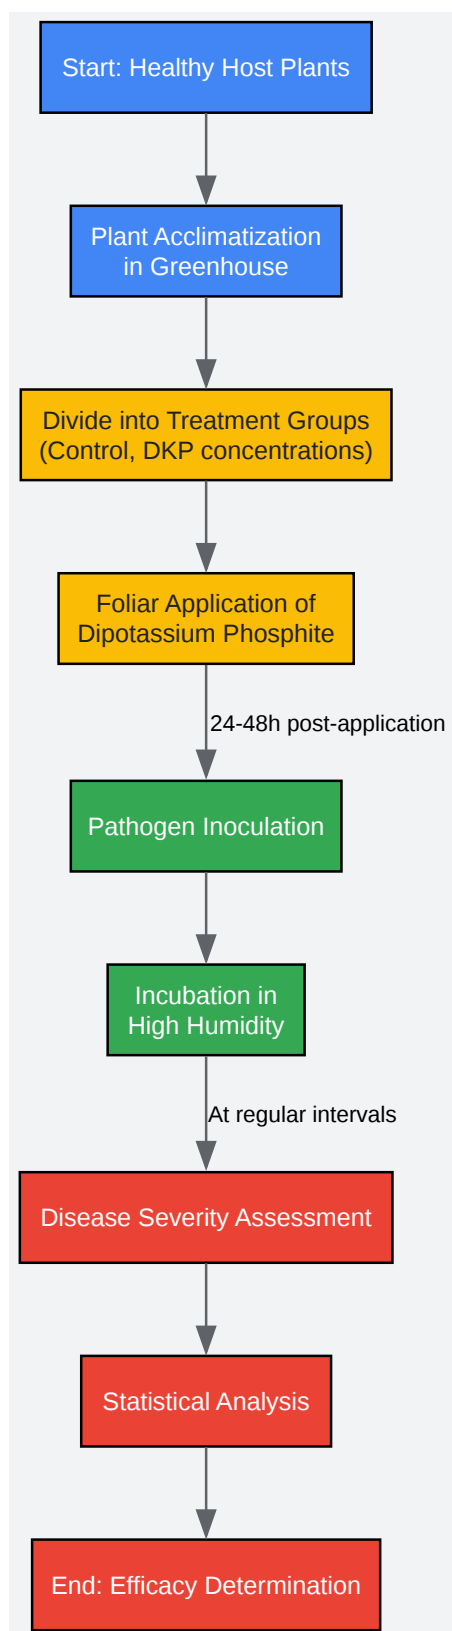 Start: Healthy Host Plants
Plant Acclimatization
in Greenhouse
Divide into Treatment Groups
(Control, DKP concentrations)
Foliar Application of
Dipotassium Phosphite
24-48h post-application
Pathogen Inoculation
Incubation in
High Humidity
At regular intervals
Disease Severity Assessment
Statistical Analysis
End: Efficacy Determination